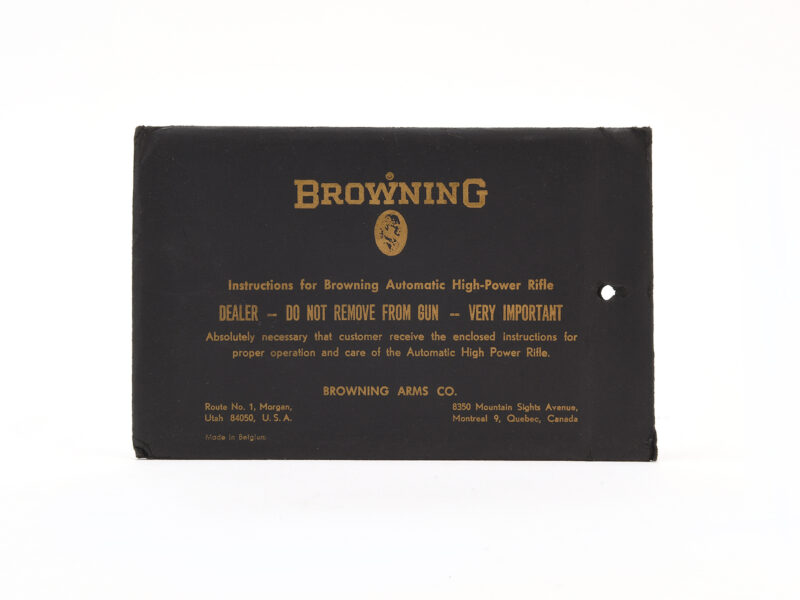 BROWNING
Instructions for Browning Automatic High-Power Rifle
DEALER — DO NOT REMOVE FROM GUN — VERY IMPORTANT
Absolutely necessary that customer receive the enclosed Instructions for
proper operation and care of the Automatic High Power Rifle.
BROWNING ARMS CO.
Route No. 1, Morgan,
Utah 84050, U. S. A.
8350 Mountain Sights Avenue,
Montreal 9, Quebec, Canada
Made in Belgium